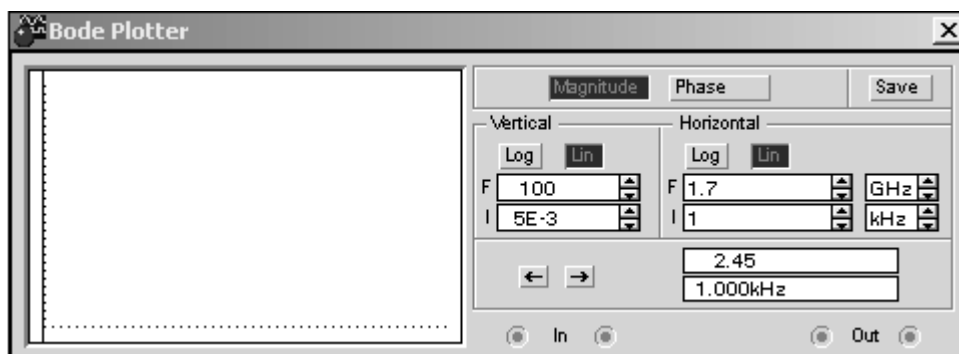 Bode Plotter
Magnitude Phase Save
Vertical Horizontal
Log Lin Log Lin
F 100 F 1.7 GHz
I 5E-3 I 1 kHz
← → 2.45
1.000kHz
In Out